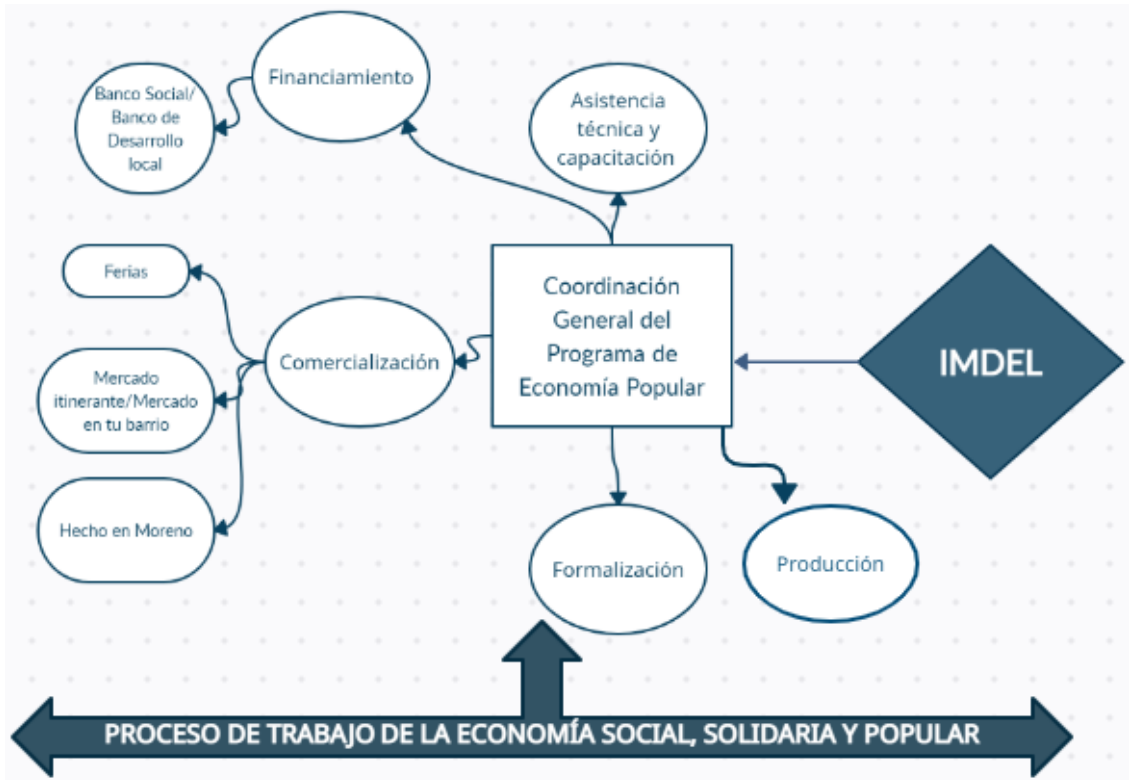 Financiamiento
Banco Social/
Banco de
Desarrollo
local
Asistencia
técnica y
capacitación
Ferias
Coordinación
General del
Programa de
Economía Popular
IMDEL
Comercialización
Mercado
itinerante/Mercado
en tu barrio
Hecho en Moreno
Formalización
Producción
PROCESO DE TRABAJO DE LA ECONOMÍA SOCIAL, SOLIDARIA Y POPULAR